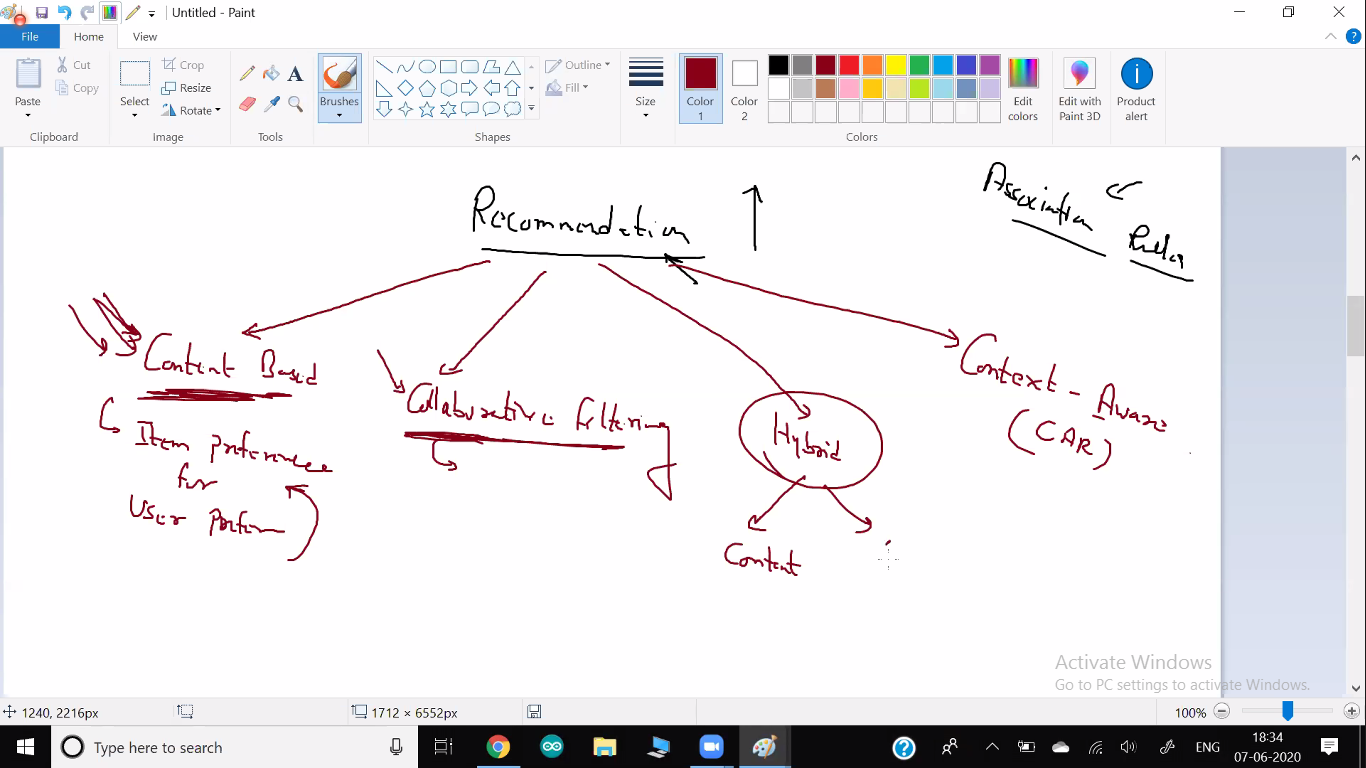 Untitled - Paint
File
Home
View
Paste
Cut
Copy
Clipboard
Select
Crop
Resize
Rotate
Image
A
Tools
Brushes
Shapes
Outline
Fill
Size
Color
1
Color
2
Colors
Edit
colors
Edit with
Paint 3D
Product
alert
Recommendation
Association
Content Based
Item preference
for
User
Collaborative Filtering
Hybrid
Content
Context - Aware
(CAR)
Activate Windows
Go to PC settings to activate Windows.
1240, 2216px
1712 × 6552px
100%
Type here to search
ENG
18:34
07-06-2020